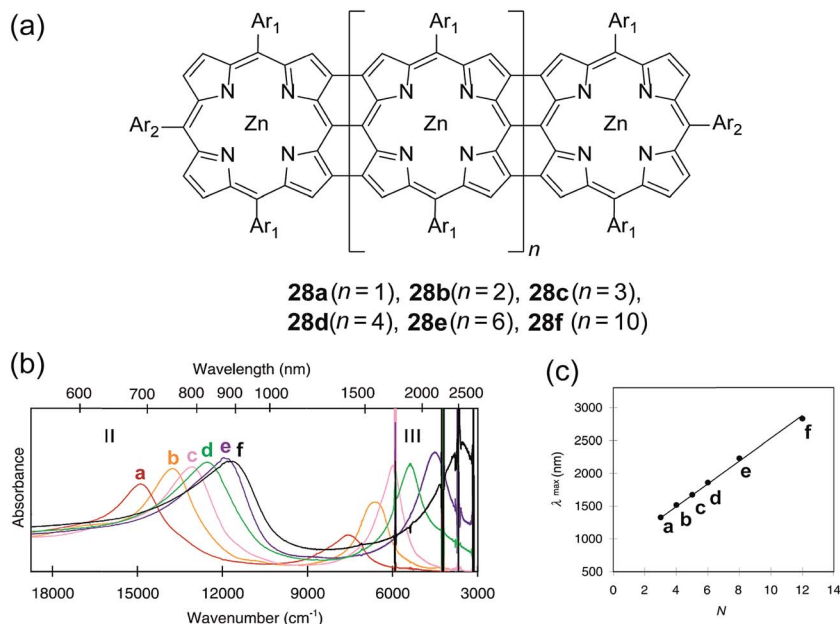 (a)
Ar1 Ar1 Ar1
N N N N N N
Ar2 Zn Zn Zn Ar2
N N N N N N
Ar1 Ar1 Ar1
n
28a (n = 1), 28b(n = 2), 28c (n = 3),
28d(n = 4), 28e(n = 6), 28f (n = 10)
(b)
Wavelength (nm)
600 700 800 900 1000 1500 2000 2500
II III
a b c d e f
Absorbance
18000 15000 12000 9000 6000 3000
Wavenumber (cm-1)
(c)
3000
2500
2000
1500
1000
500
λ max (nm)
a b c d e f
0 2 4 6 8 10 12 14
N